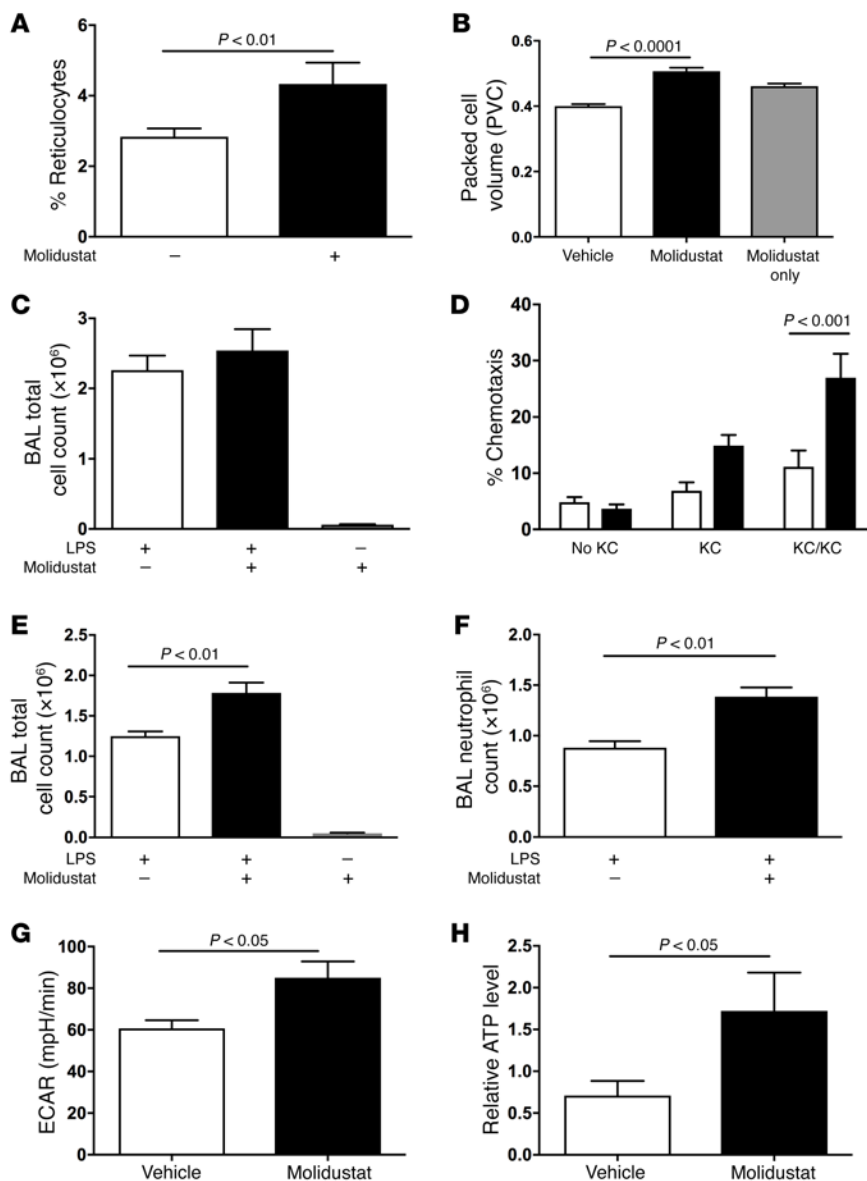 A
P < 0.01
% Reticulocytes
6
4
2
0
Molidustat
– +
B
P < 0.0001
Packed cell
volume (PVC)
0.6
0.4
0.2
0.0
Vehicle Molidustat Molidustat
only
C
BAL total
cell count (×10⁶)
3
2
1
0
LPS + + –
Molidustat – + +
D
P < 0.001
% Chemotaxis
40
30
20
10
0
No KC KC KC/KC
E
P < 0.01
BAL total
cell count (×10⁶)
2.5
2.0
1.5
1.0
0.5
0.0
LPS + + –
Molidustat – + +
F
P < 0.01
BAL neutrophil
count (×10⁶)
2.0
1.5
1.0
0.5
0.0
LPS + +
Molidustat – +
G
P < 0.05
ECAR (mpH/min)
100
80
60
40
20
0
Vehicle Molidustat
H
P < 0.05
Relative ATP level
2.5
2.0
1.5
1.0
0.5
0.0
Vehicle Molidustat